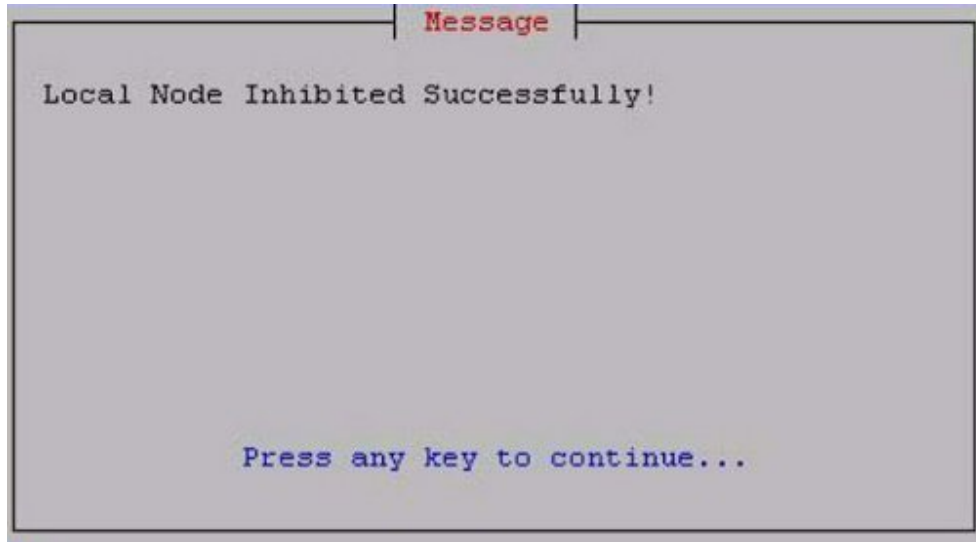 Message
Local Node Inhibited Successfully!
Press any key to continue...